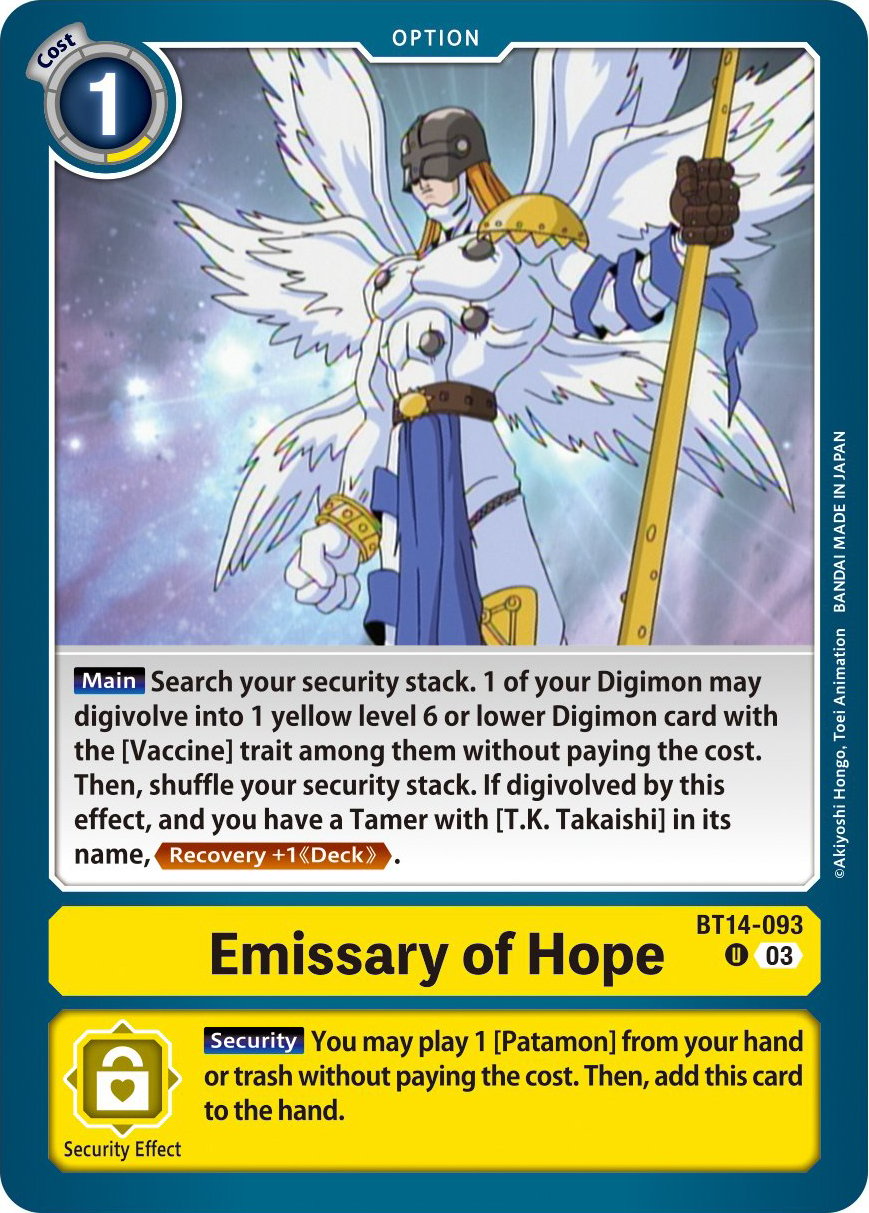 OPTION
Cost
1
Main Search your security stack. 1 of your Digimon may
digivolve into 1 yellow level 6 or lower Digimon card with
the [Vaccine] trait among them without paying the cost.
Then, shuffle your security stack. If digivolved by this
effect, and you have a Tamer with [T.K. Takaishi] in its
name, Recovery +1《Deck》.
©Akiyoshi Hongo, Toei Animation BANDAI MADE IN JAPAN
BT14-093
Emissary of Hope
U 03
Security You may play 1 [Patamon] from your hand
or trash without paying the cost. Then, add this card
to the hand.
Security Effect